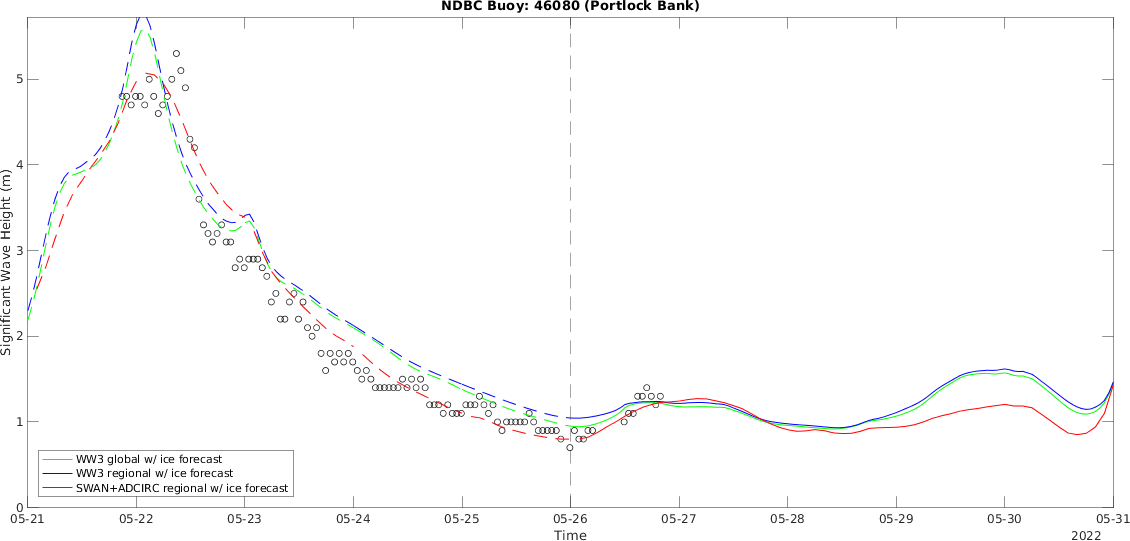 NDBC Buoy: 46080 (Portlock Bank)
Significant Wave Height (m)
5
4
3
2
1
0
WW3 global w/ ice forecast
WW3 regional w/ ice forecast
SWAN+ADCIRC regional w/ ice forecast
05-21 05-22 05-23 05-24 05-25 05-26 05-27 05-28 05-29 05-30 05-31
Time
2022